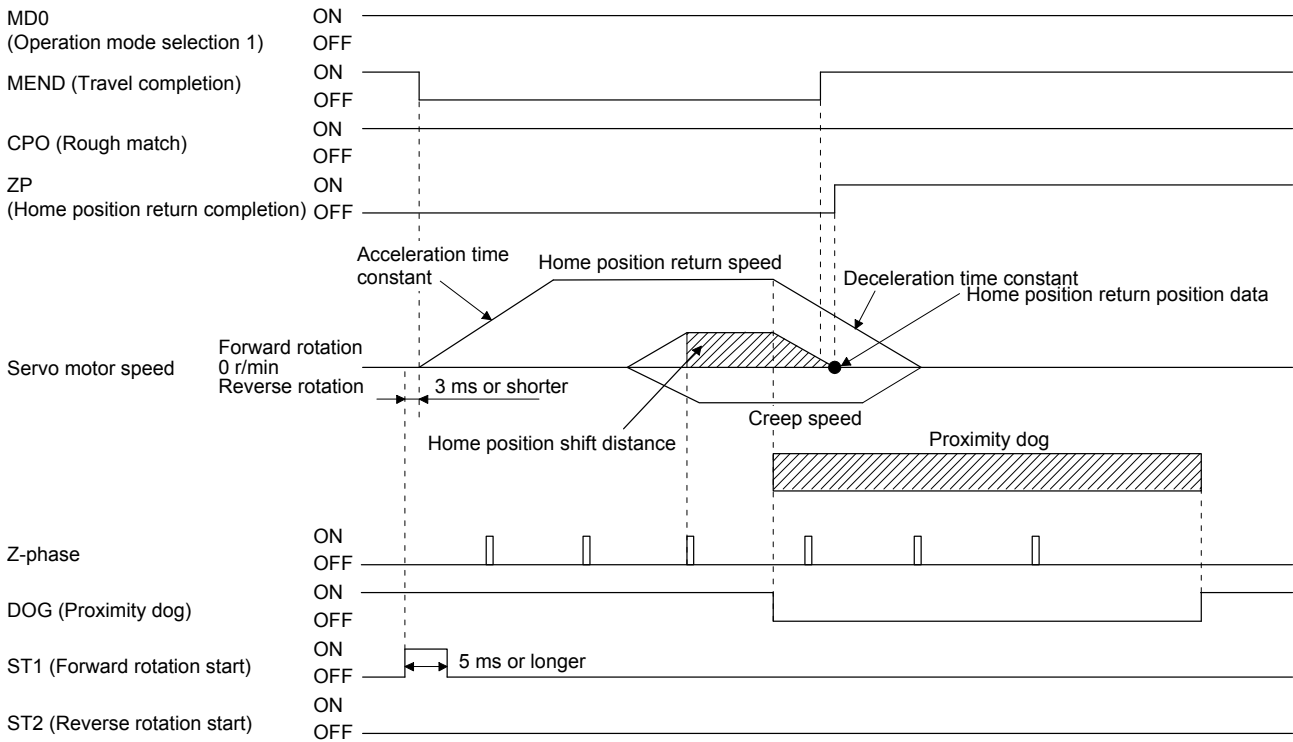 MD0
(Operation mode selection 1)
ON
OFF
MEND (Travel completion)
ON
OFF
CPO (Rough match)
ON
OFF
ZP
(Home position return completion)
ON
OFF
Acceleration time
constant
Home position return speed
Deceleration time constant
Home position return position data
Servo motor speed
Forward rotation
0 r/min
Reverse rotation
3 ms or shorter
Creep speed
Home position shift distance
Proximity dog
Z-phase
ON
OFF
DOG (Proximity dog)
ON
OFF
ST1 (Forward rotation start)
ON
OFF
5 ms or longer
ST2 (Reverse rotation start)
ON
OFF